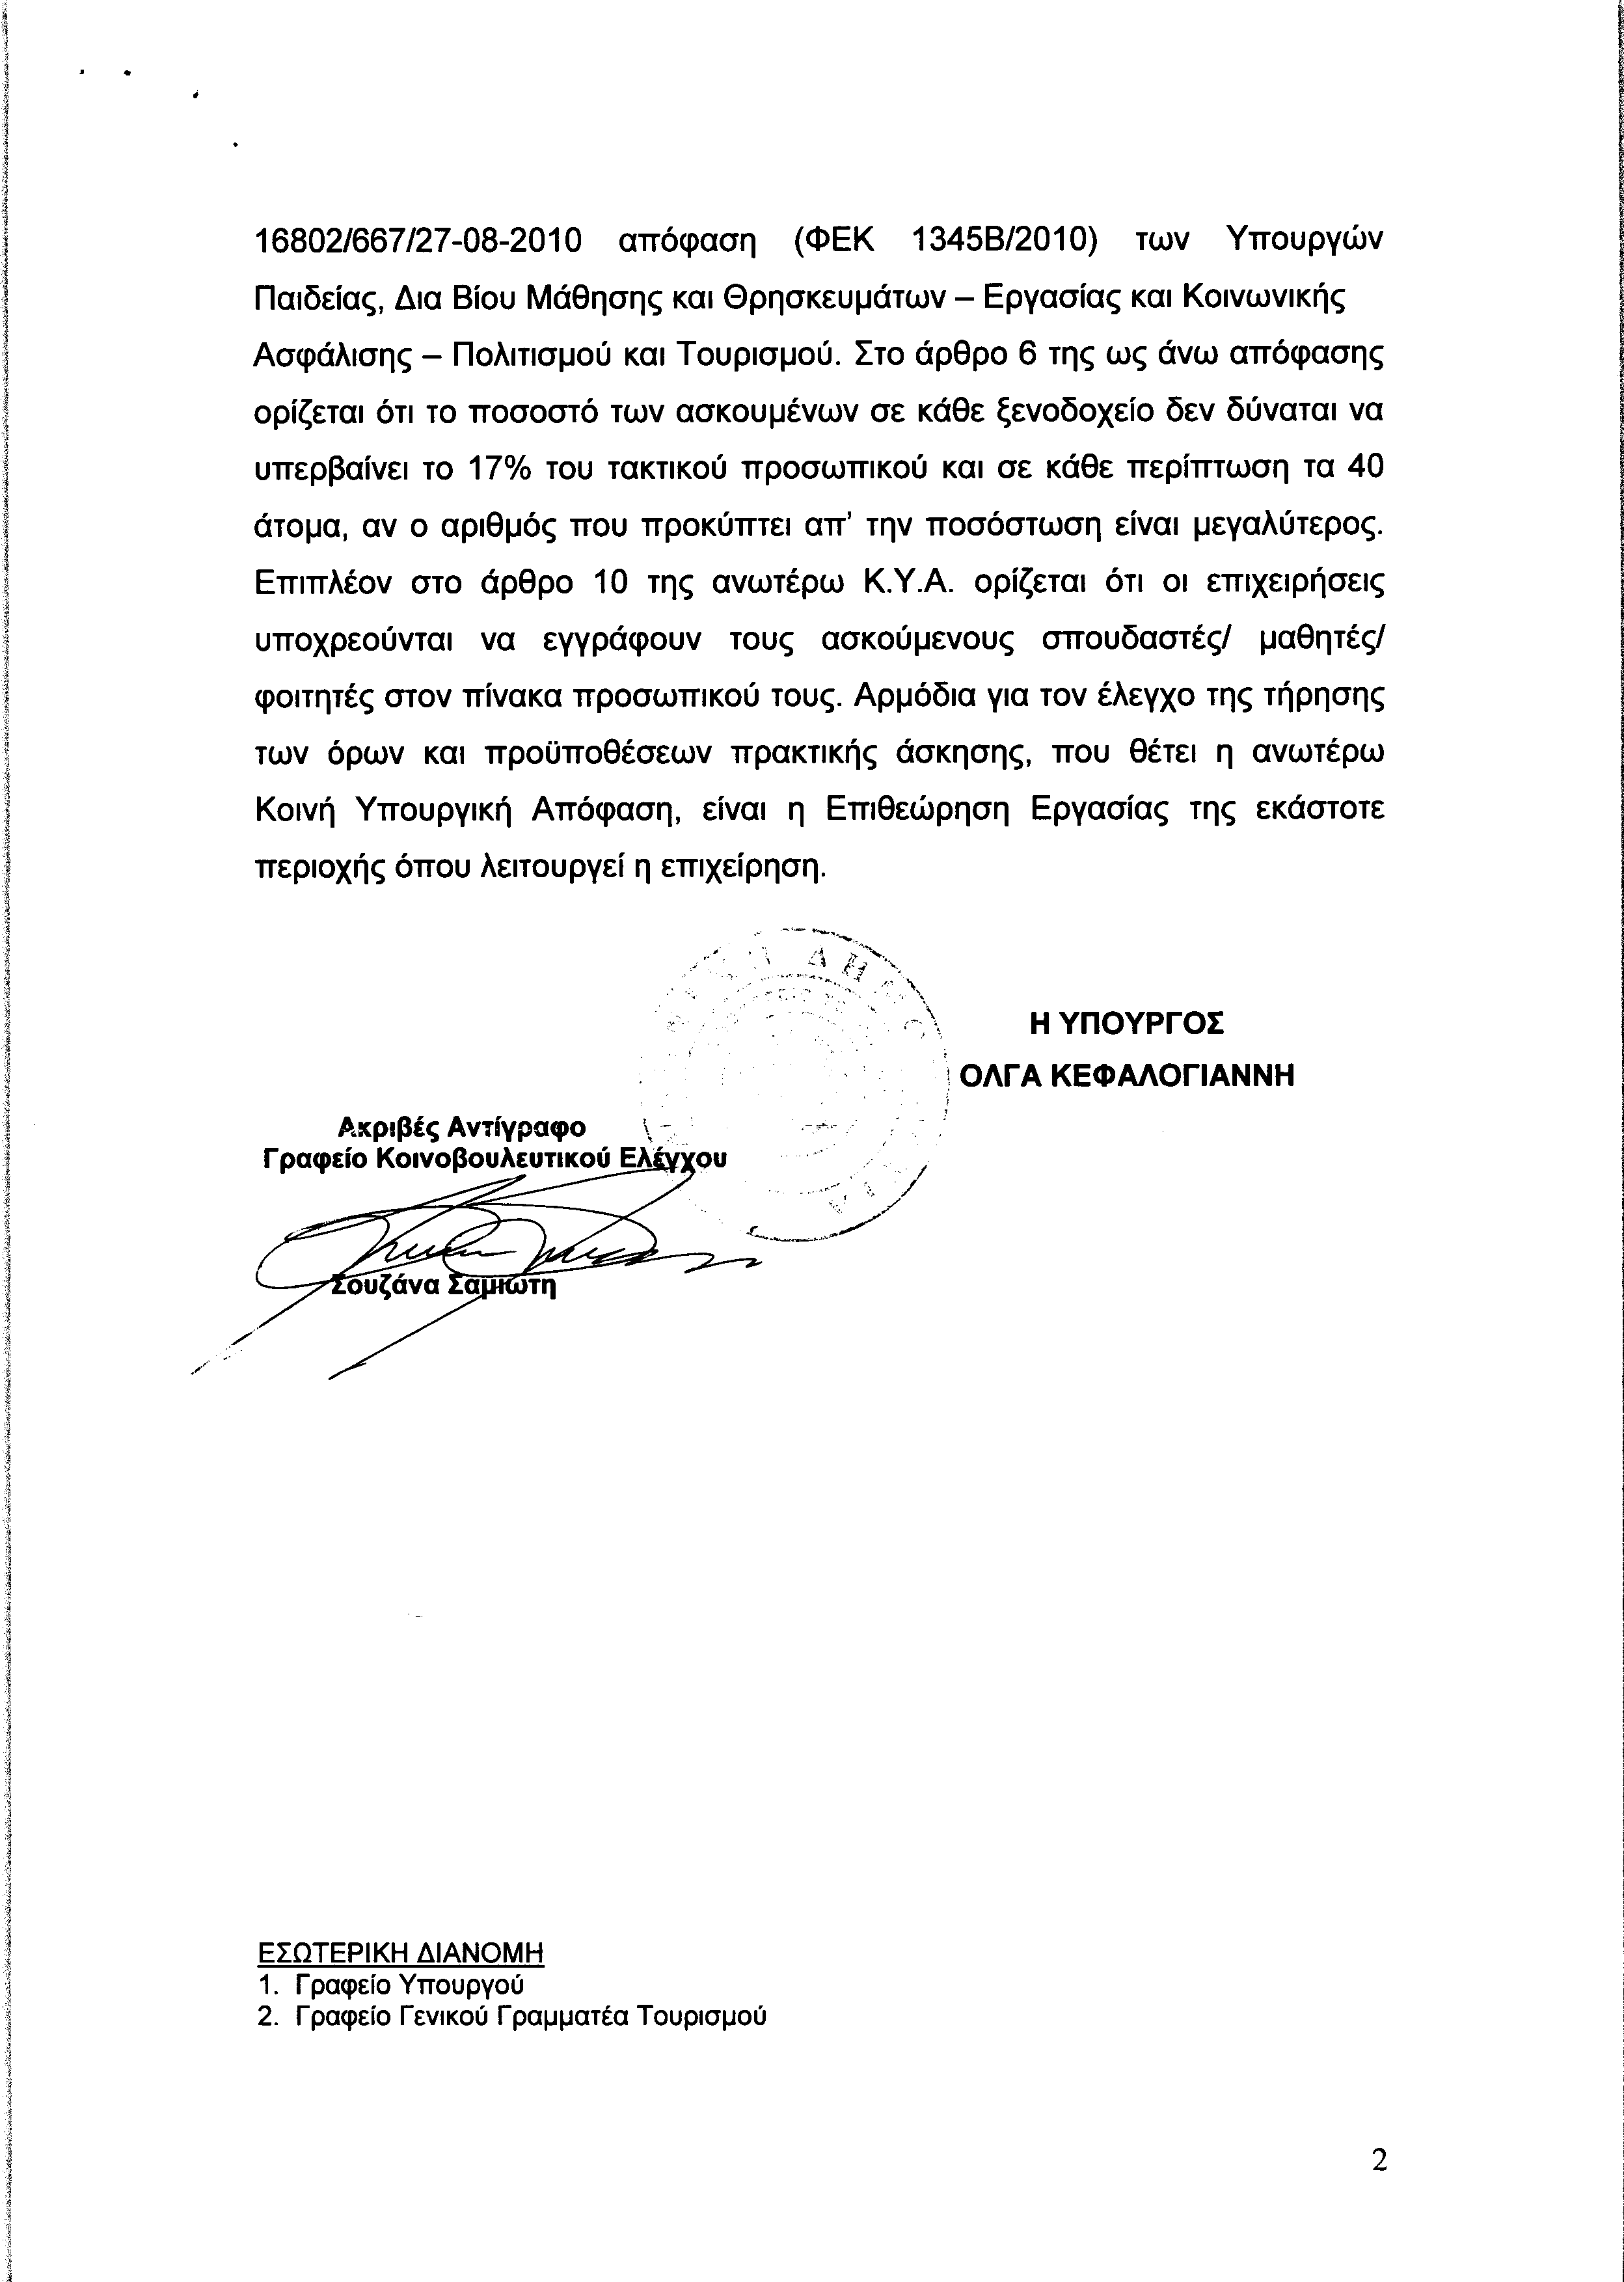 16802/667/27-08-2010 απόφαση (ΦΕΚ 1345Β/2010) των Υπουργών
Παιδείας, Δια Βίου Μάθησης και Θρησκευμάτων – Εργασίας και Κοινωνικής
Ασφάλισης – Πολιτισμού και Τουρισμού. Στο άρθρο 6 της ως άνω απόφασης
ορίζεται ότι το ποσοστό των ασκουμένων σε κάθε ξενοδοχείο δεν δύναται να
υπερβαίνει το 17% του τακτικού προσωπικού και σε κάθε περίπτωση τα 40
άτομα, αν ο αριθμός που προκύπτει απ’ την ποσόστωση είναι μεγαλύτερος.
Επιπλέον στο άρθρο 10 της ανωτέρω Κ.Υ.Α. ορίζεται ότι οι επιχειρήσεις
υποχρεούνται να εγγράφουν τους ασκούμενους σπουδαστές/ μαθητές/
φοιτητές στον πίνακα προσωπικού τους. Αρμόδια για τον έλεγχο της τήρησης
των όρων και προϋποθέσεων πρακτικής άσκησης, που θέτει η ανωτέρω
Κοινή Υπουργική Απόφαση, είναι η Επιθεώρηση Εργασίας της εκάστοτε
περιοχής όπου λειτουργεί η επιχείρηση.
Η ΥΠΟΥΡΓΟΣ
ΟΛΓΑ ΚΕΦΑΛΟΓΙΑΝΝΗ
Ακριβές Αντίγραφο
Γραφείο Κοινοβουλευτικού Ελέγχου
Σουζάνα Σαμιώτη
ΕΣΩΤΕΡΙΚΗ ΔΙΑΝΟΜΗ
1. Γραφείο Υπουργού
2. Γραφείο Γενικού Γραμματέα Τουρισμού
2